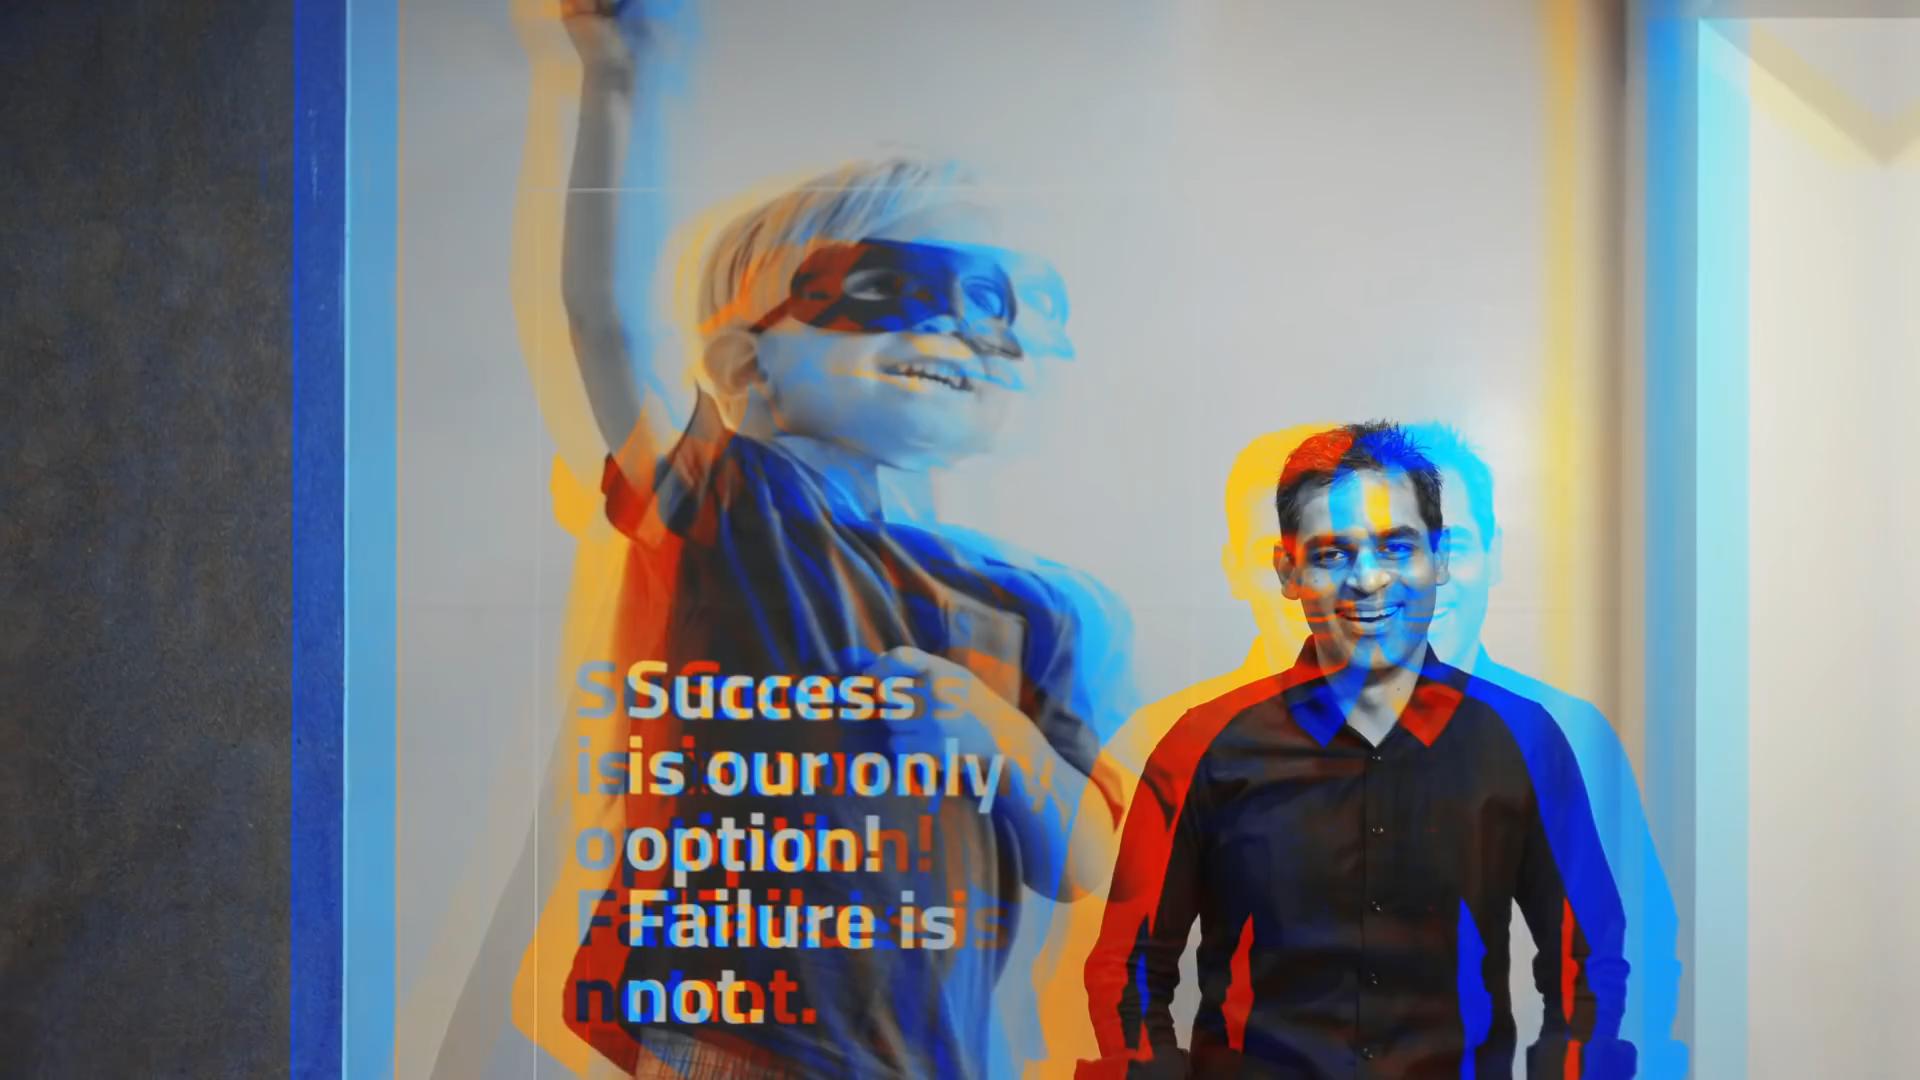 Success
is our only
option!
Failure is
not.